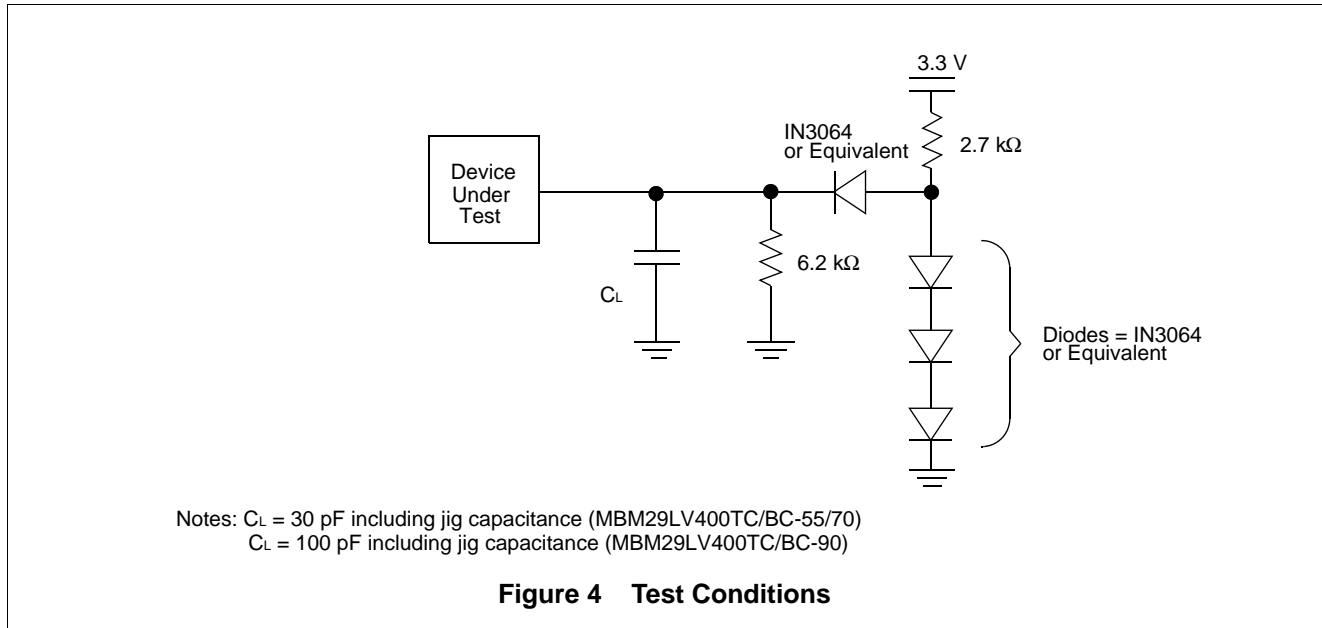 3.3 V
IN3064
or Equivalent
2.7 kΩ
Device
Under
Test
6.2 kΩ
CL
Diodes = IN3064
or Equivalent
Notes: CL = 30 pF including jig capacitance (MBM29LV400TC/BC-55/70)
CL = 100 pF including jig capacitance (MBM29LV400TC/BC-90)
Figure 4 Test Conditions